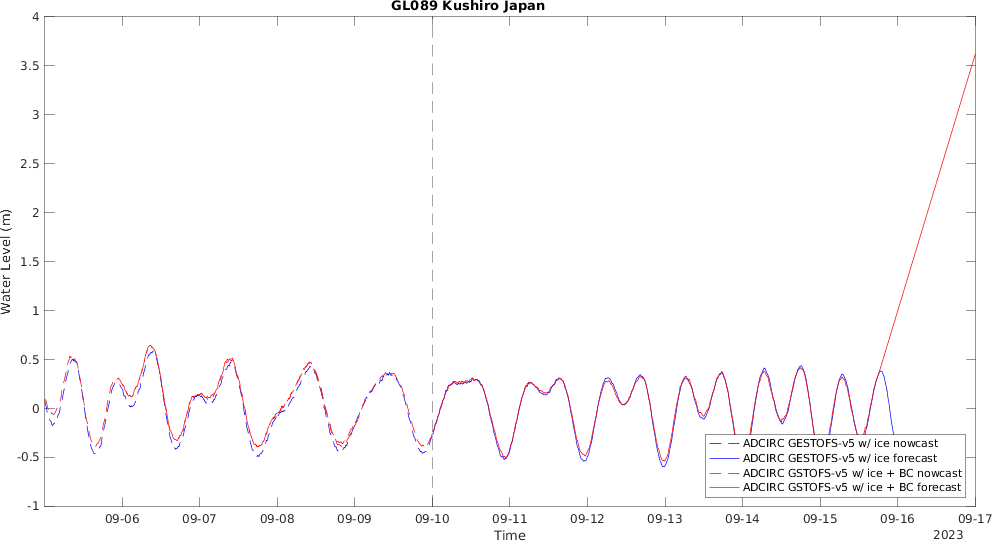 GL089 Kushiro Japan
4
3.5
3
2.5
2
1.5
1
0.5
0
-0.5
-1
Water Level (m)
ADCIRC GESTOFS-v5 w/ ice nowcast
ADCIRC GESTOFS-v5 w/ ice forecast
ADCIRC GSTOFS-v5 w/ ice + BC nowcast
ADCIRC GSTOFS-v5 w/ ice + BC forecast
09-06 09-07 09-08 09-09 09-10 09-11 09-12 09-13 09-14 09-15 09-16 09-17
Time
2023